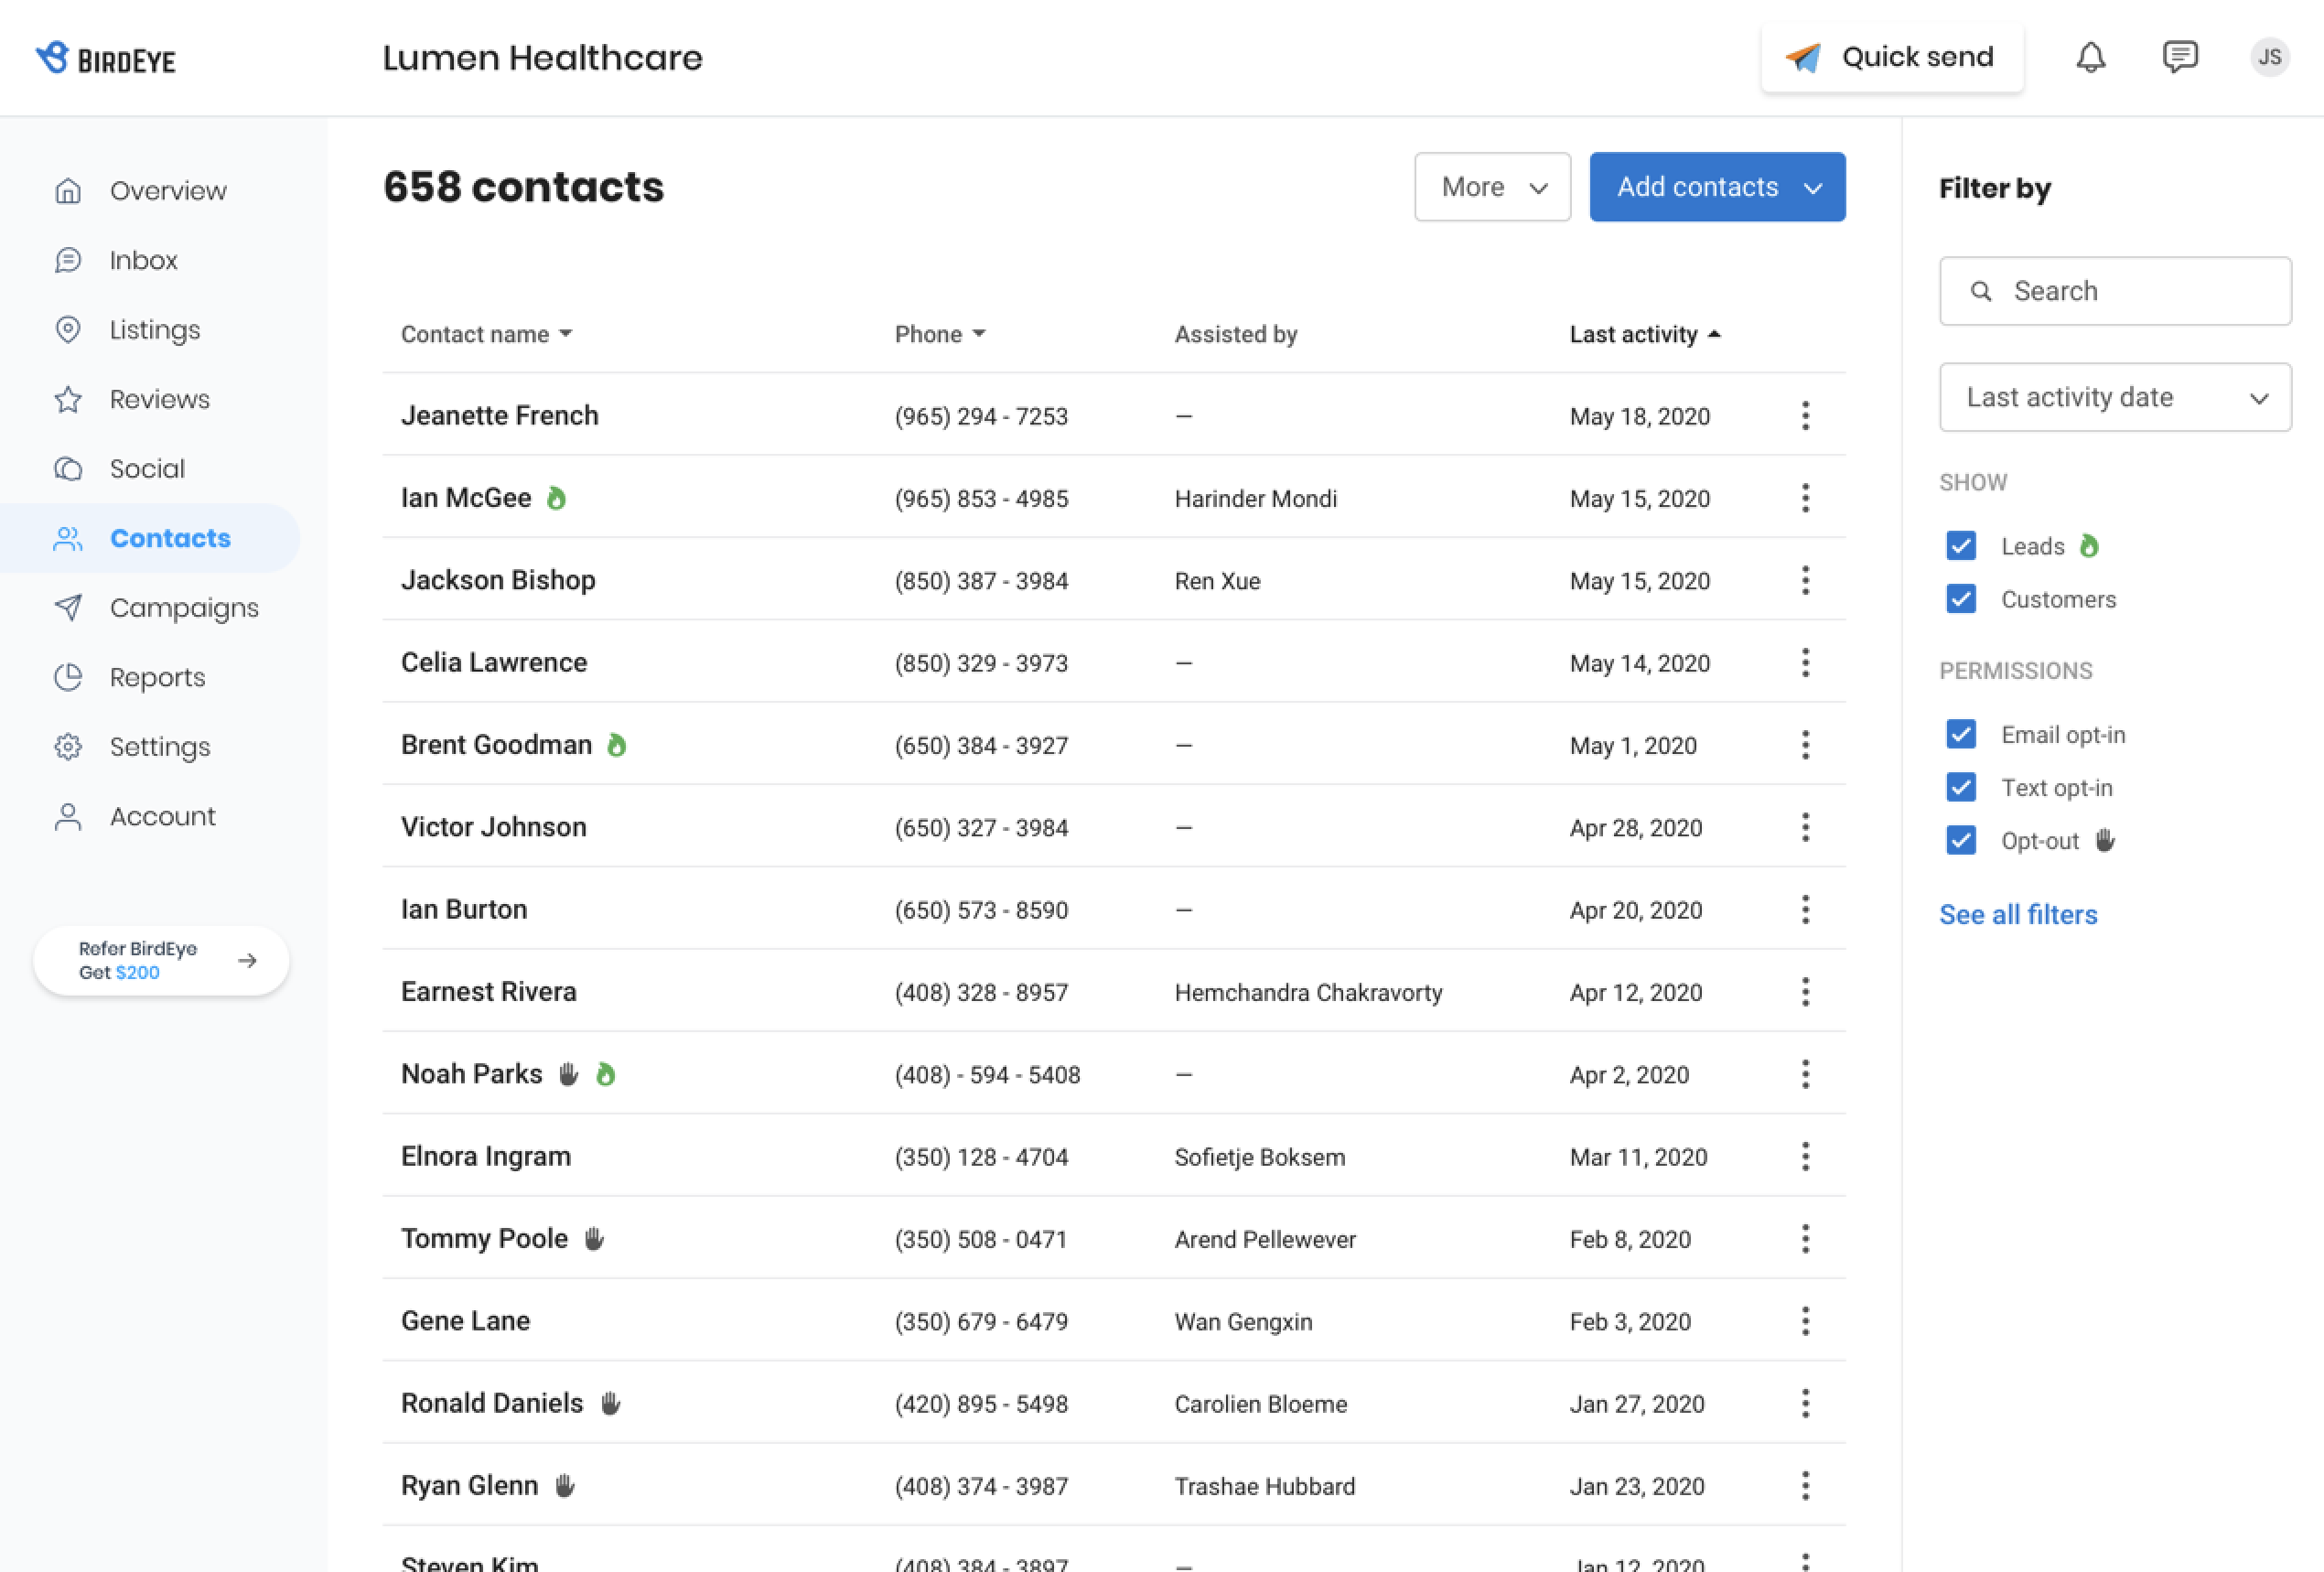 BIRDEYE
Lumen Healthcare
Quick send
JS
Overview
Inbox
Listings
Reviews
Social
Contacts
Campaigns
Reports
Settings
Account
Refer BirdEye
Get $200
658 contacts
More
Add contacts
Contact name Phone Assisted by Last activity
Jeanette French (965) 294 - 7253 – May 18, 2020
Ian McGee (965) 853 - 4985 Harinder Mondi May 15, 2020
Jackson Bishop (850) 387 - 3984 Ren Xue May 15, 2020
Celia Lawrence (850) 329 - 3973 – May 14, 2020
Brent Goodman (650) 384 - 3927 – May 1, 2020
Victor Johnson (650) 327 - 3984 – Apr 28, 2020
Ian Burton (650) 573 - 8590 – Apr 20, 2020
Earnest Rivera (408) 328 - 8957 Hemchandra Chakravorty Apr 12, 2020
Noah Parks (408) - 594 - 5408 – Apr 2, 2020
Elnora Ingram (350) 128 - 4704 Sofietje Boksem Mar 11, 2020
Tommy Poole (350) 508 - 0471 Arend Pellewever Feb 8, 2020
Gene Lane (350) 679 - 6479 Wan Gengxin Feb 3, 2020
Ronald Daniels (420) 895 - 5498 Carolien Bloeme Jan 27, 2020
Ryan Glenn (408) 374 - 3987 Trashae Hubbard Jan 23, 2020
Steven Kim (408) 384 - 3897 – Jan 12, 2020
Filter by
Search
Last activity date
SHOW
Leads
Customers
PERMISSIONS
Email opt-in
Text opt-in
Opt-out
See all filters